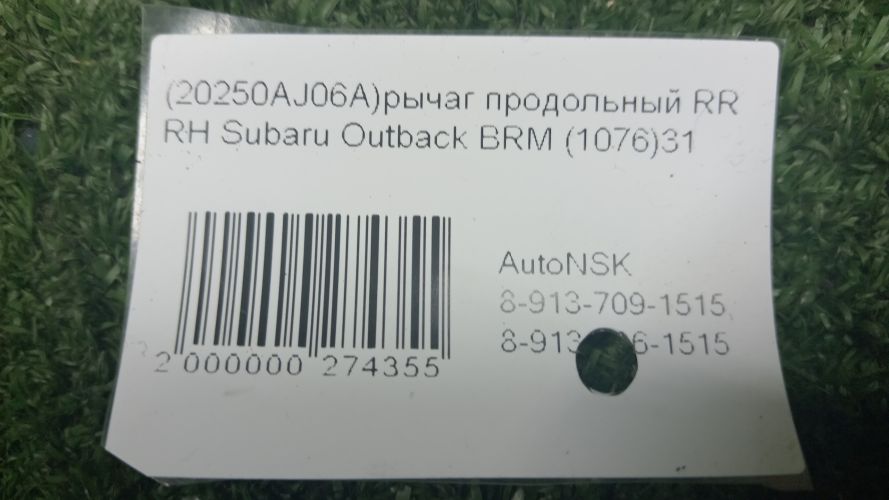 (20250AJ06A)рычаг продольный RR
RH Subaru Outback BRM (1076)31
AutoNSK
8-913-709-1515,
2 000000 274355